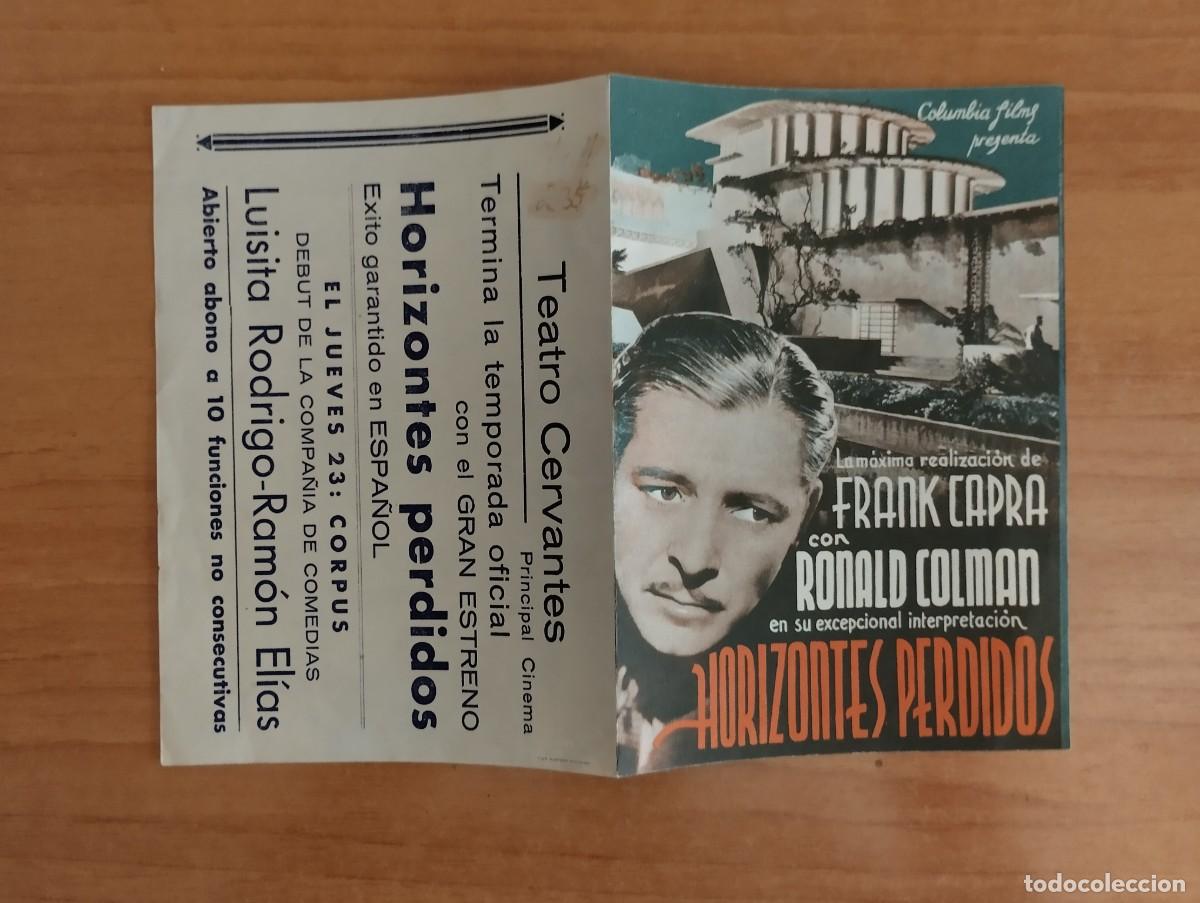 Columbia films
presenta
La máxima realización de
FRANK CAPRA
con
RONALD COLMAN
en su excepcional interpretación
HORIZONTES PERDIDOS
Teatro Cervantes
Principal Cinema
Termina la temporada oficial
con el GRAN ESTRENO
Horizontes perdidos
Exito garantido en ESPAÑOL
EL JUEVES 23: CORPUS
DEBUT DE LA COMPAÑIA DE COMEDIAS
Luisita Rodrigo-Ramón Elías
Abierto abono a 10 funciones no consecutivas
todocoleccion